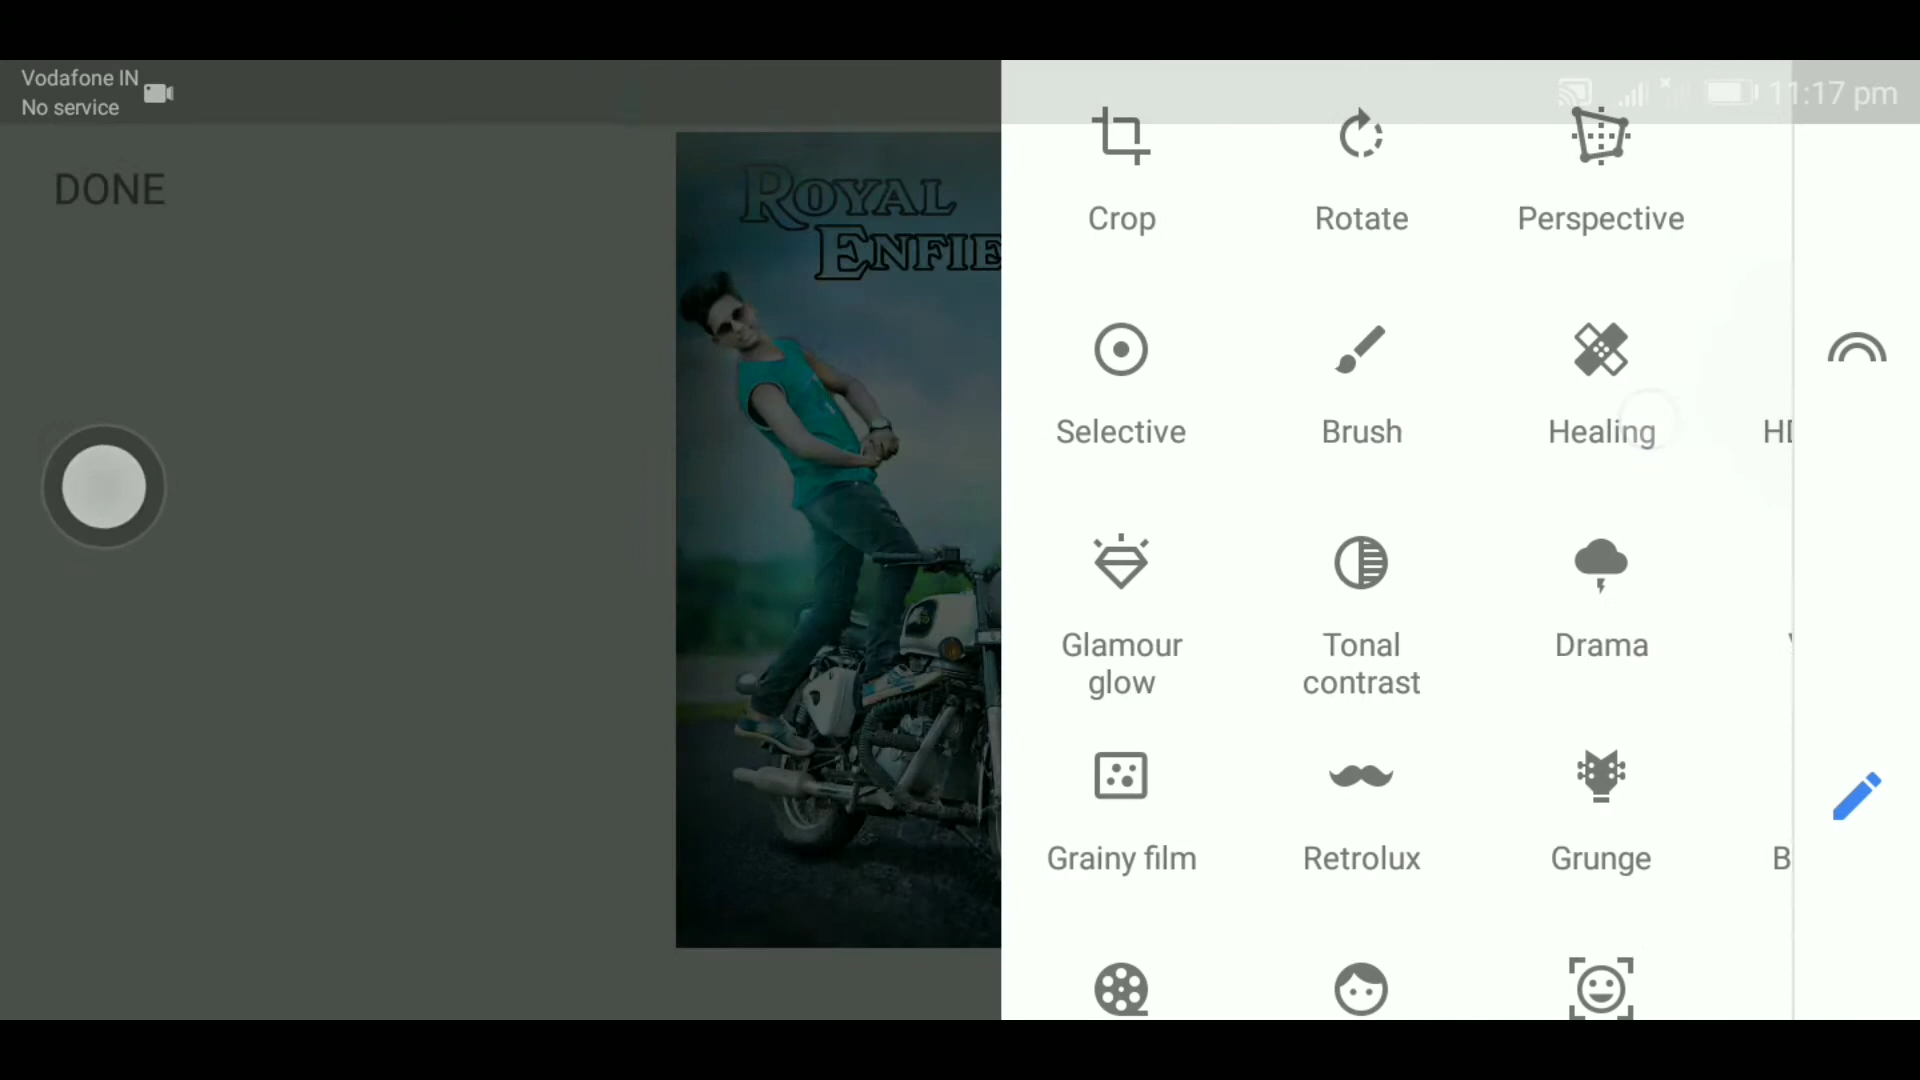 Vodafone IN
No service
11:17 pm
DONE
ROYAL
ENFIE
Crop
Rotate
Perspective
Selective
Brush
Healing
HD
Glamour
glow
Tonal
contrast
Drama
Grainy film
Retrolux
Grunge
B